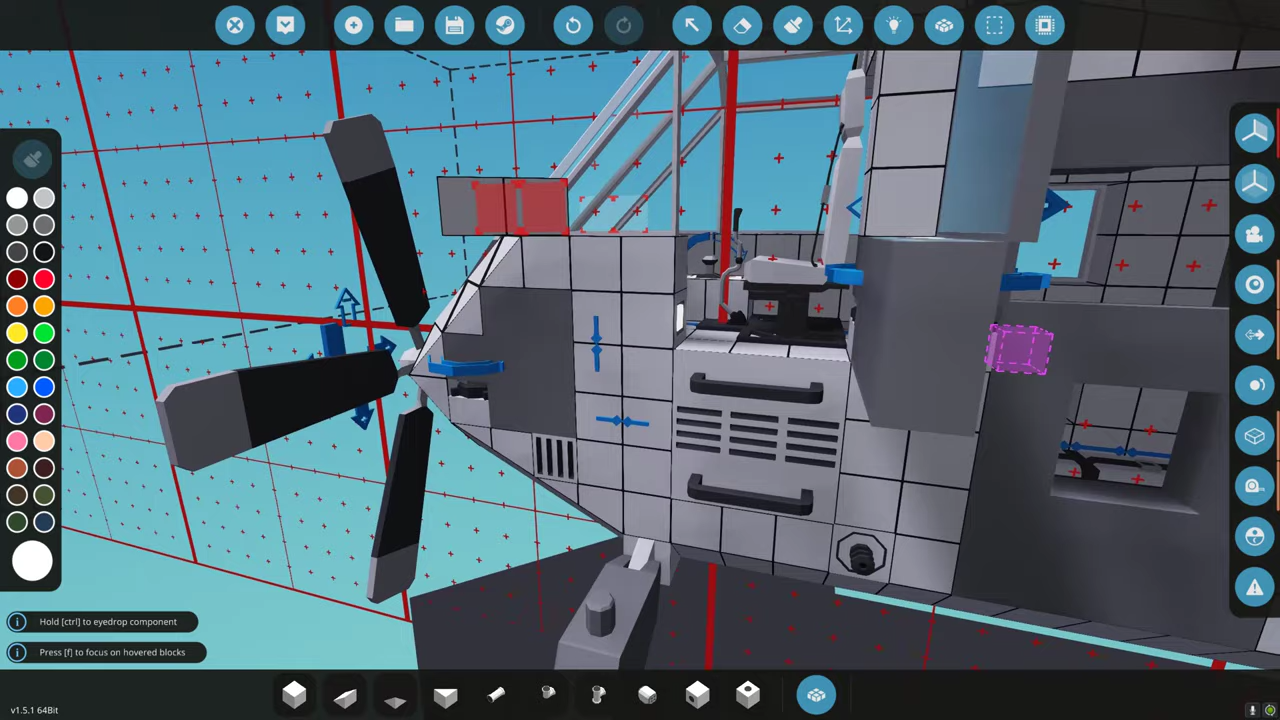 Hold [ctrl] to eyedrop component
Press [f] to focus on hovered blocks
v1.5.1 64Bit